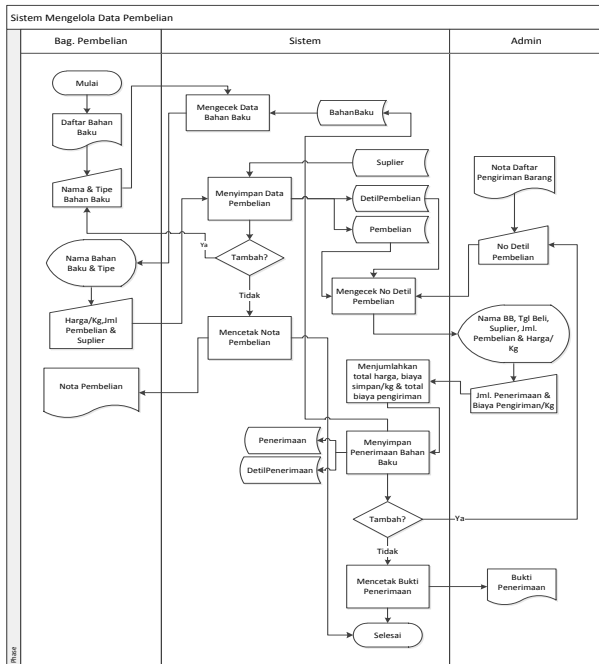 Sistem Mengelola Data Pembelian
Bag. Pembelian
Sistem
Admin
Mulai
Daftar Bahan
Baku
Nama & Tipe
Bahan Baku
Mengecek Data
Bahan Baku
BahanBaku
Suplier
Menyimpan Data
Pembelian
DetilPembelian
Pembelian
Nota Daftar
Pengiriman Barang
No Detil
Pembelian
Ya
Tambah?
Nama Bahan
Baku & Tipe
Tidak
Mengecek No Detil
Pembelian
Harga/Kg,Jml
Pembelian &
Suplier
Mencetak Nota
Pembelian
Nama BB, Tgl Beli,
Suplier, Jml.
Pembelian & Harga/
Kg
Nota Pembelian
Menjumlahkan
total harga, biaya
simpan/kg & total
biaya pengiriman
Jml. Penerimaan &
Biaya Pengiriman/Kg
Penerimaan
DetilPenerimaan
Menyimpan
Penerimaan Bahan
Baku
Tambah?
Ya
Tidak
Mencetak Bukti
Penerimaan
Bukti
Penerimaan
Selesai
Phase